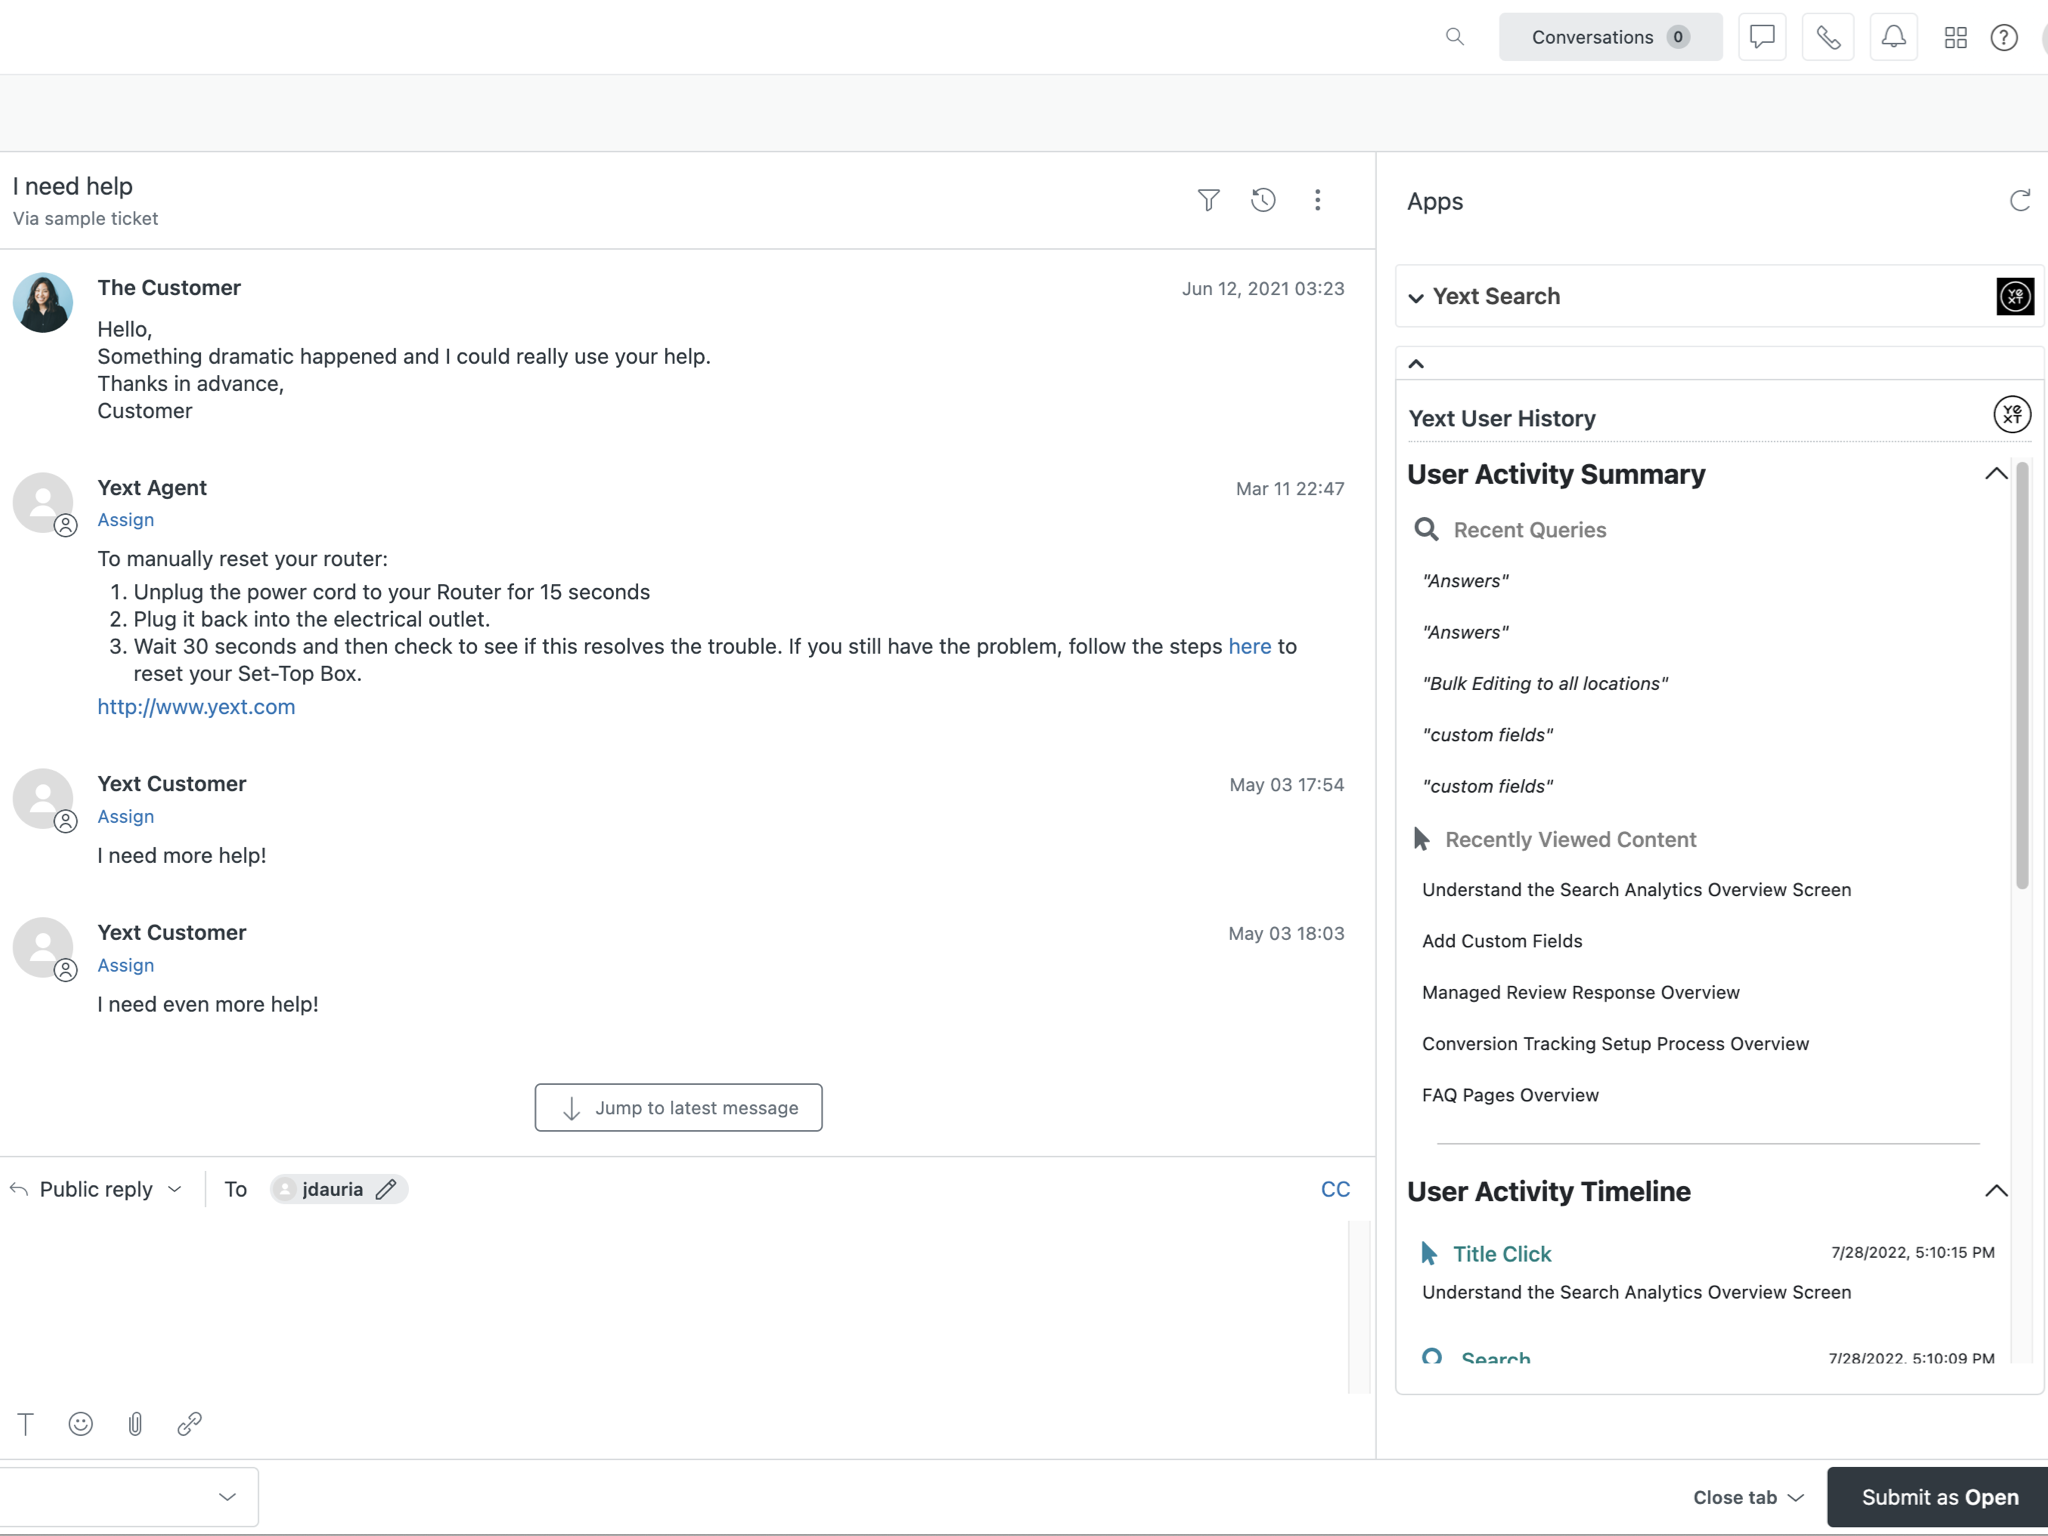 Conversations 0
I need help
Via sample ticket
The Customer
Jun 12, 2021 03:23
Hello,
Something dramatic happened and I could really use your help.
Thanks in advance,
Customer
Yext Agent
Mar 11 22:47
Assign
To manually reset your router:
1. Unplug the power cord to your Router for 15 seconds
2. Plug it back into the electrical outlet.
3. Wait 30 seconds and then check to see if this resolves the trouble. If you still have the problem, follow the steps here to
reset your Set-Top Box.
http://www.yext.com
Yext Customer
May 03 17:54
Assign
I need more help!
Yext Customer
May 03 18:03
Assign
I need even more help!
Jump to latest message
Public reply
To
jdauria
CC
Apps
Yext Search
YEXT
Yext User History
YEXT
User Activity Summary
Recent Queries
"Answers"
"Answers"
"Bulk Editing to all locations"
"custom fields"
"custom fields"
Recently Viewed Content
Understand the Search Analytics Overview Screen
Add Custom Fields
Managed Review Response Overview
Conversion Tracking Setup Process Overview
FAQ Pages Overview
User Activity Timeline
Title Click
7/28/2022, 5:10:15 PM
Understand the Search Analytics Overview Screen
Search
7/28/2022, 5:10:09 PM
Close tab
Submit as Open